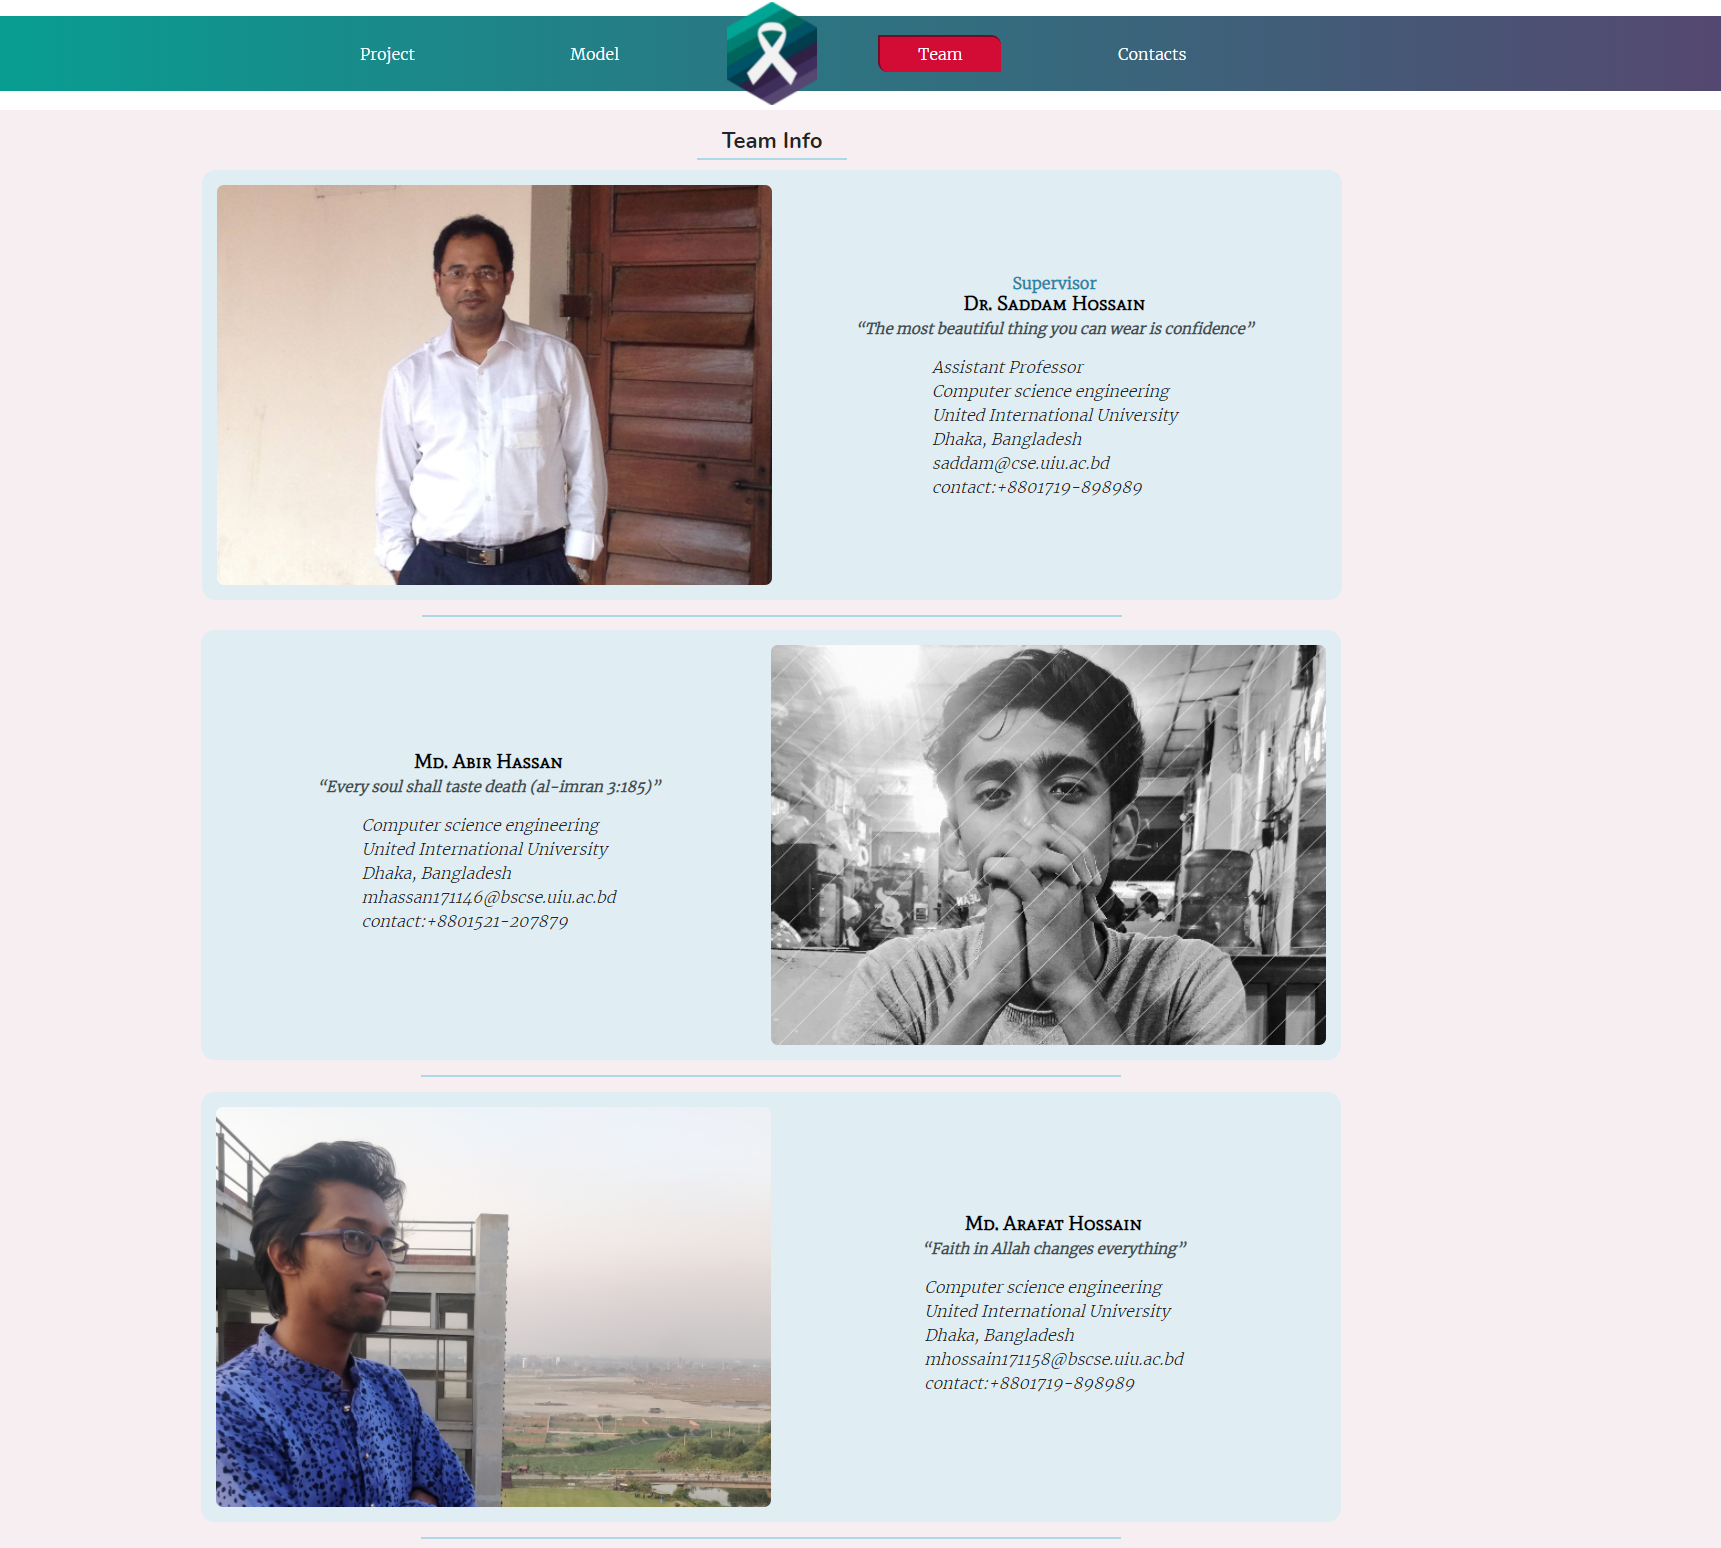 Project
Model
Team
Contacts
Team Info
Supervisor
Dr. Saddam Hossain
“The most beautiful thing you can wear is confidence”
Assistant Professor
Computer science engineering
United International University
Dhaka, Bangladesh
saddam@cse.uiu.ac.bd
contact:+8801719-898989
Md. Abir Hassan
“Every soul shall taste death (al-imran 3:185)”
Computer science engineering
United International University
Dhaka, Bangladesh
mhassan171146@bscse.uiu.ac.bd
contact:+8801521-207879
Md. Arafat Hossain
“Faith in Allah changes everything”
Computer science engineering
United International University
Dhaka, Bangladesh
mhossain171158@bscse.uiu.ac.bd
contact:+8801719-898989